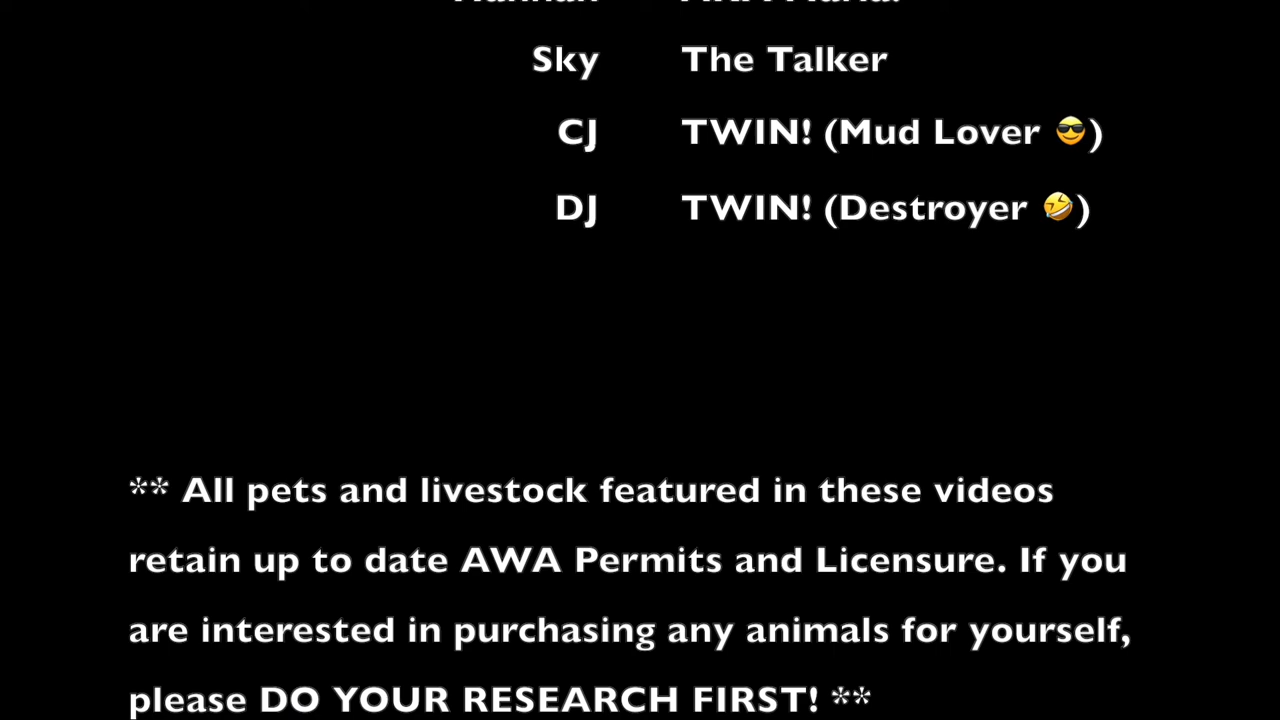 Sky The Talker
CJ TWIN! (Mud Lover 😎)
DJ TWIN! (Destroyer 🤣)
** All pets and livestock featured in these videos
retain up to date AWA Permits and Licensure. If you
are interested in purchasing any animals for yourself,
please DO YOUR RESEARCH FIRST! **